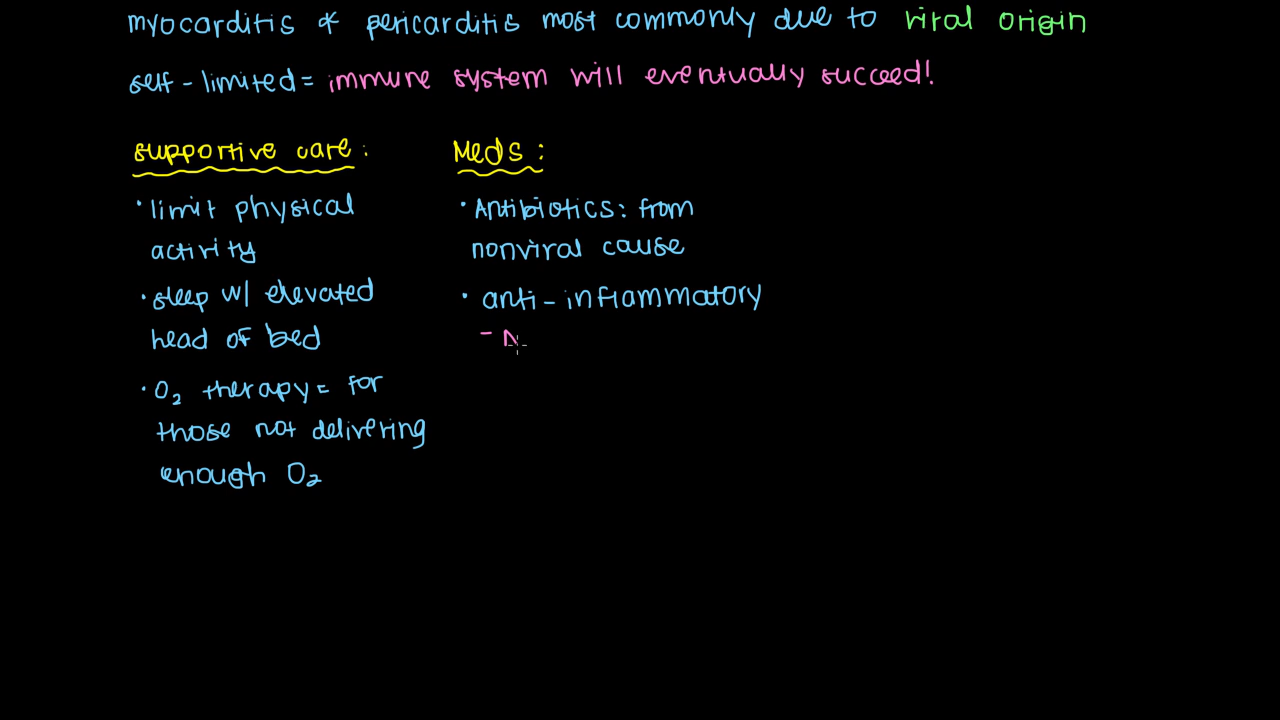 myocarditis & pericarditis most commonly due to viral origin
self-limited= immune system will eventually succeed!
supportive care:
• limit physical
activity
• sleep w/ elevated
head of bed
• O₂ therapy= for
those not delivering
enough O₂
Meds:
• Antibiotics: from
nonviral cause
• anti-inflammatory
-